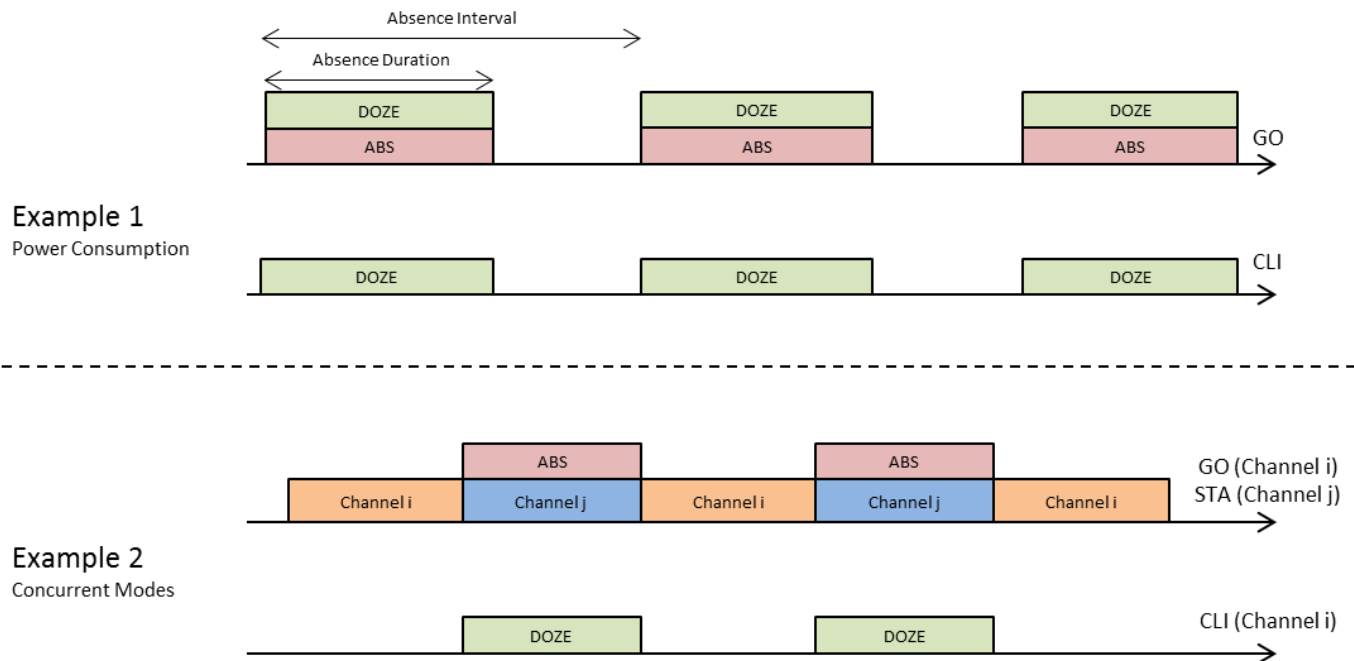 Absence Interval
Absence Duration
DOZE DOZE DOZE
ABS ABS ABS
GO
Example 1
Power Consumption
CLI
DOZE DOZE DOZE
ABS ABS
GO (Channel i)
Channel i Channel j Channel i Channel j Channel i
STA (Channel j)
Example 2
Concurrent Modes
CLI (Channel i)
DOZE DOZE